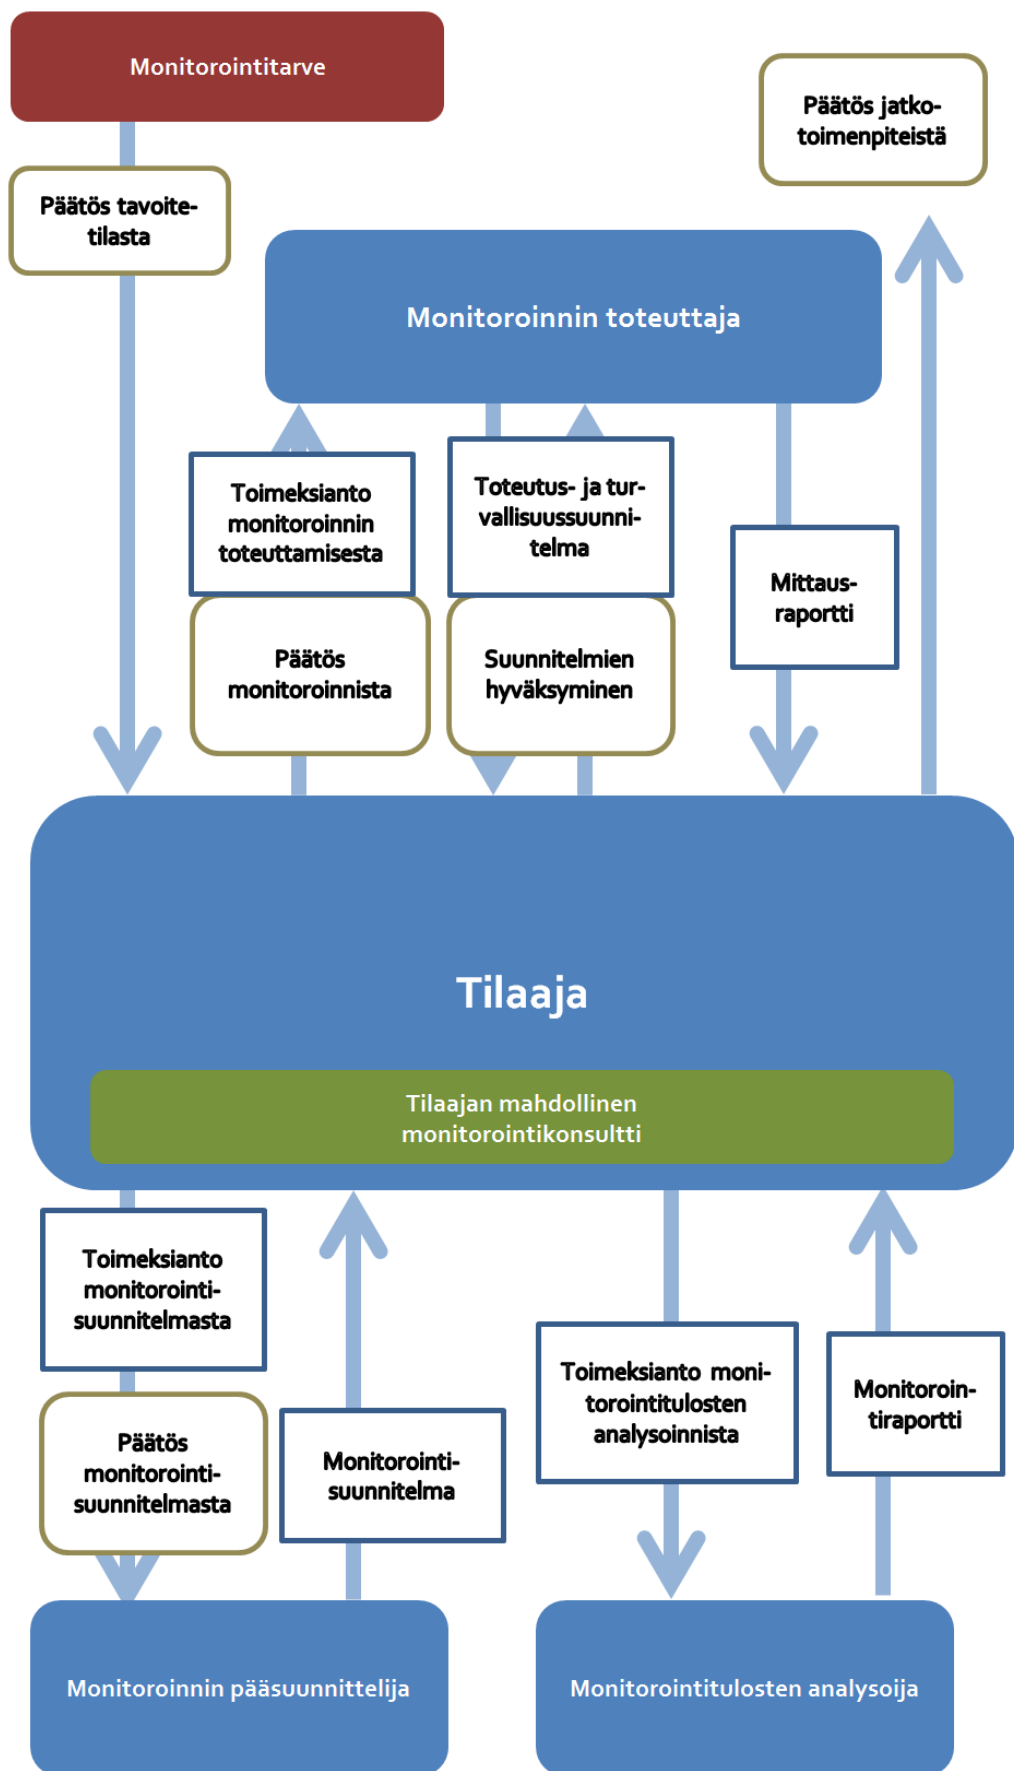 Monitorointitarve
Päätös jatko-
toimenpiteistä
Päätös tavoite-
tilasta
Monitoroinnin toteuttaja
Toimeksianto
monitoroinnin
toteuttamisesta
Toteutus- ja tur-
vallisuussuunni-
telma
Mittaus-
raportti
Päätös
monitoroinnista
Suunnitelmien
hyväksyminen
Tilaaja
Tilaajan mahdollinen
monitorointikonsultti
Toimeksianto
monitorointi-
suunnitelmasta
Päätös
monitorointi-
suunnitelmasta
Monitorointi-
suunnitelma
Toimeksianto moni-
torointitulosten
analysoinnista
Monitoroin-
tiraportti
Monitoroinnin pääsuunnittelija
Monitorointitulosten analysoija